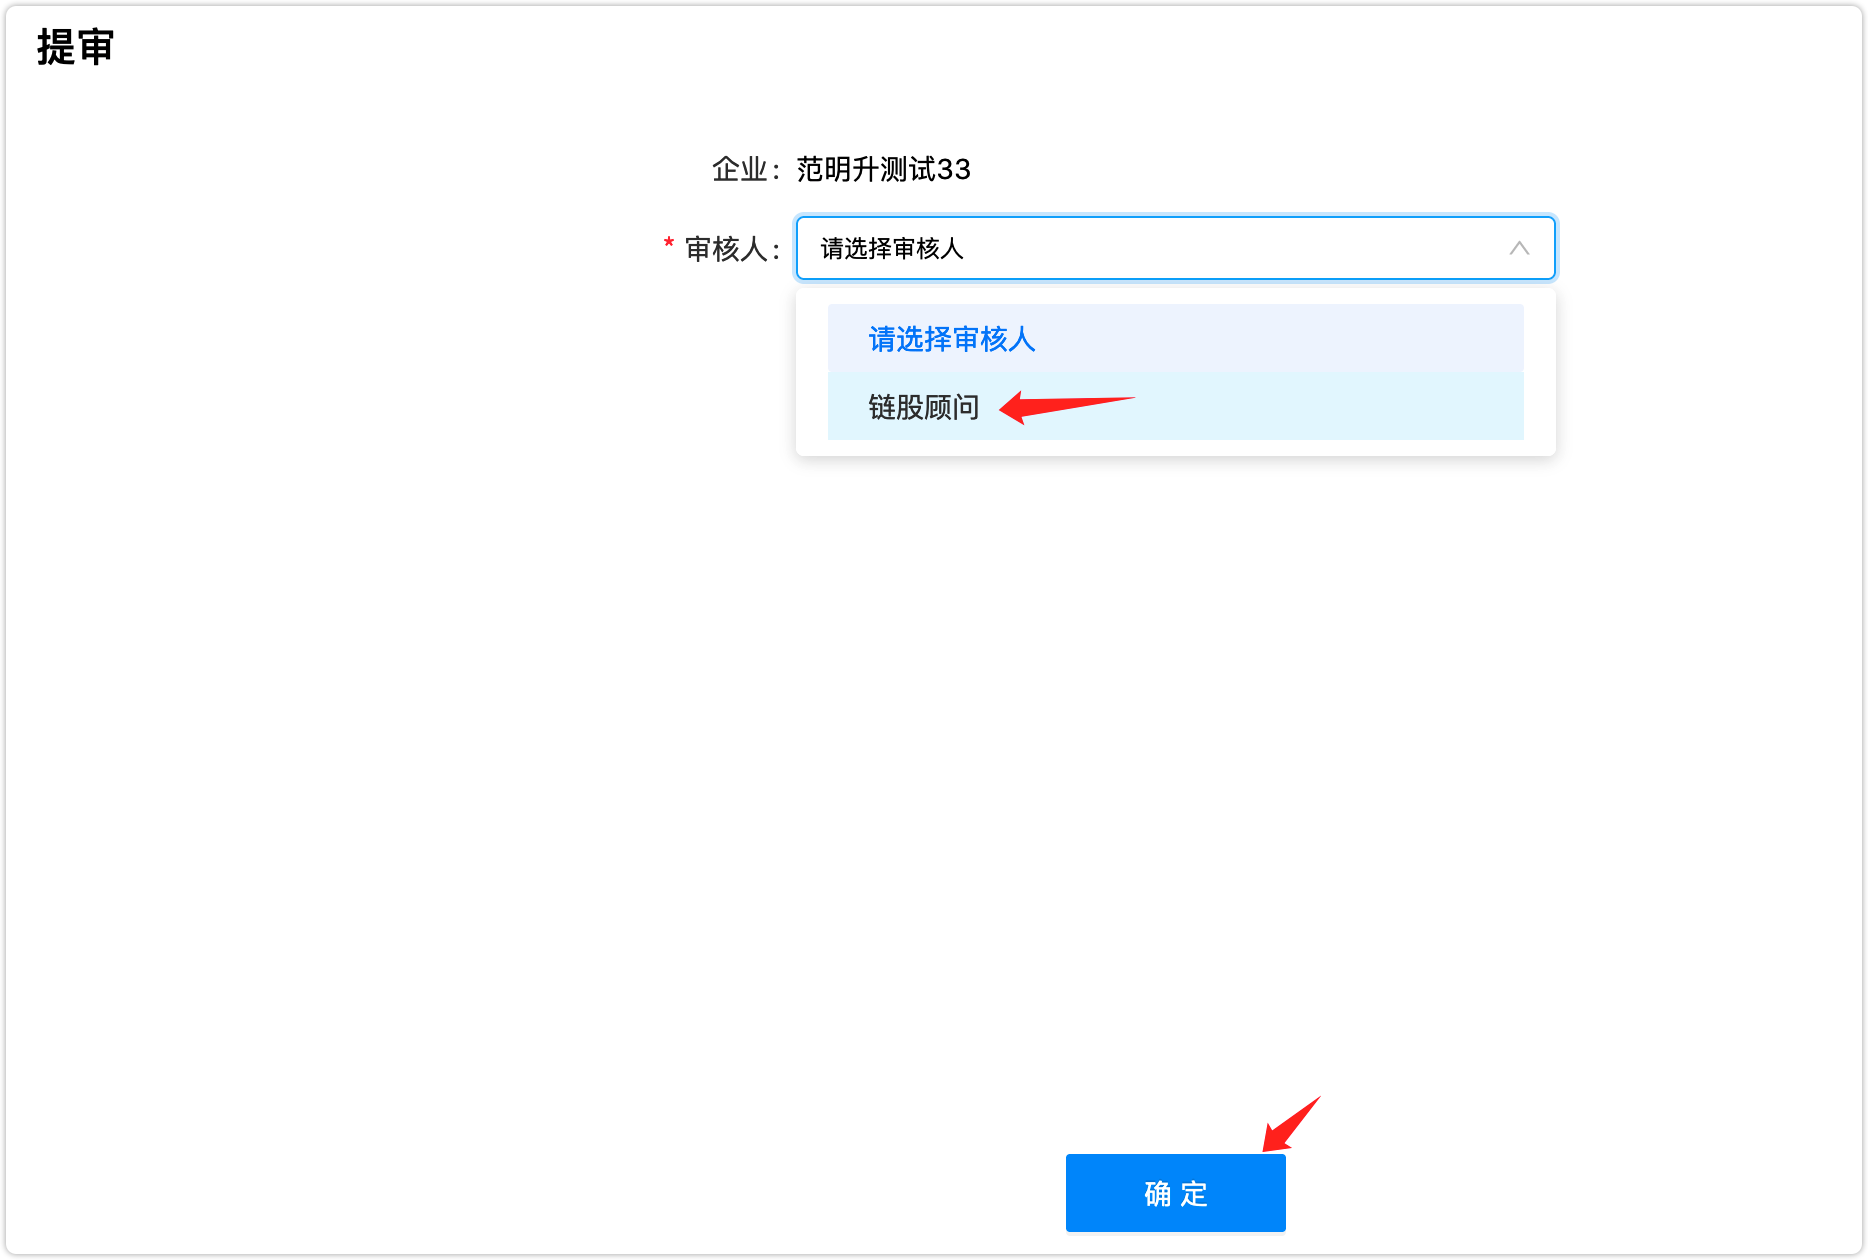 提审
企业： 范明升测试33
* 审核人： 请选择审核人
请选择审核人
链股顾问
确 定